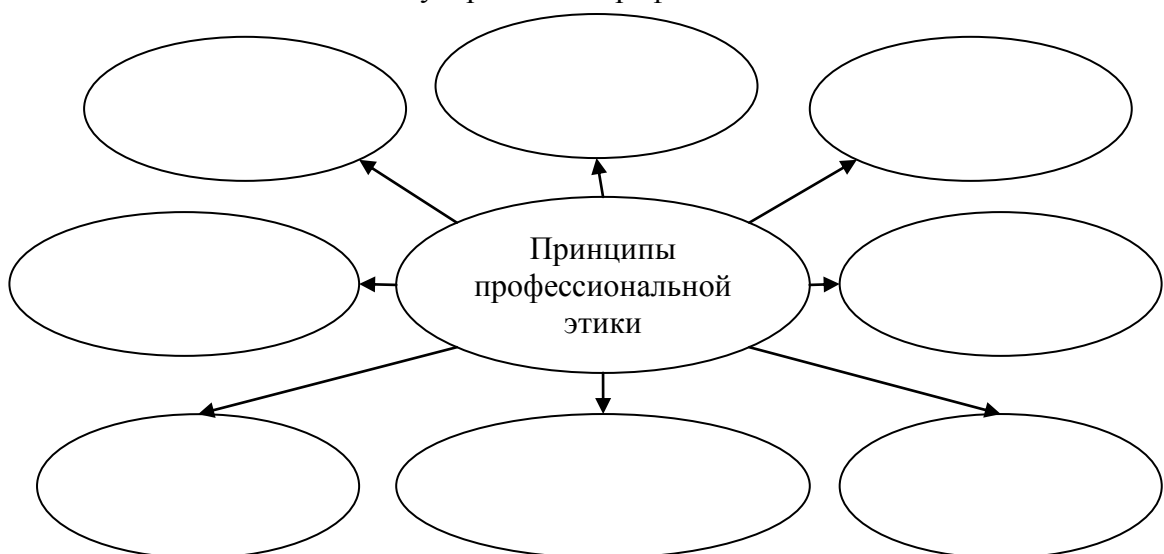 Принципы
профессиональной
этики